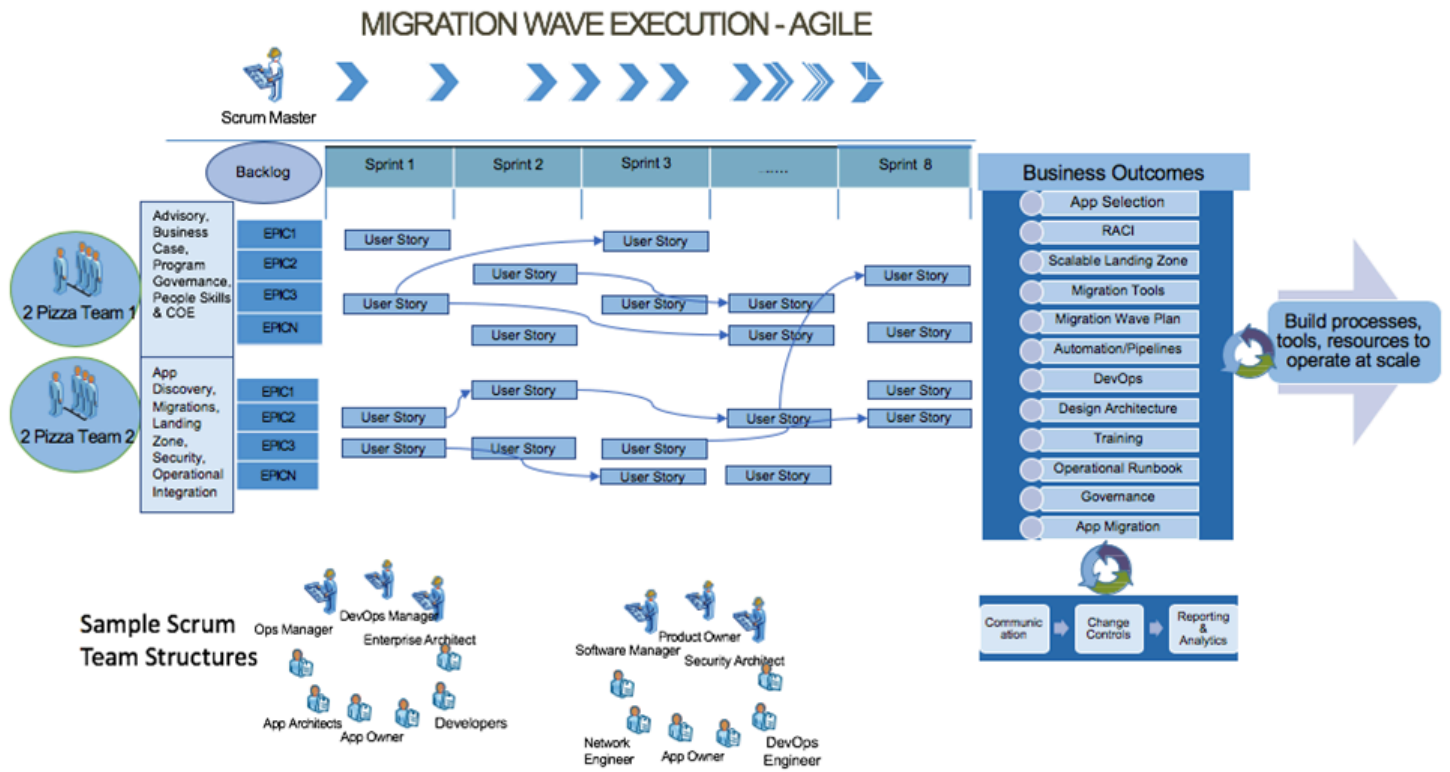 MIGRATION WAVE EXECUTION - AGILE
Scrum Master
Backlog
Sprint 1
Sprint 2
Sprint 3
.......
Sprint 8
2 Pizza Team 1
Advisory,
Business
Case,
Program
Governance,
People Skills
& COE
EPIC1
EPIC2
EPIC3
EPICN
User Story
User Story
User Story
User Story
User Story
User Story
User Story
User Story
User Story
User Story
2 Pizza Team 2
App
Discovery,
Migrations,
Landing
Zone,
Security,
Operational
Integration
EPIC1
EPIC2
EPIC3
EPICN
User Story
User Story
User Story
User Story
User Story
User Story
User Story
User Story
User Story
User Story
Business Outcomes
App Selection
RACI
Scalable Landing Zone
Migration Tools
Migration Wave Plan
Automation/Pipelines
DevOps
Design Architecture
Training
Operational Runbook
Governance
App Migration
Build processes,
tools, resources to
operate at scale
Communic
ation
Change
Controls
Reporting
&
Analytics
Sample Scrum
Team Structures
Ops Manager
DevOps Manager
Enterprise Architect
App Architects
App Owner
Developers
Software Manager
Product Owner
Security Architect
Network
Engineer
App Owner
DevOps
Engineer